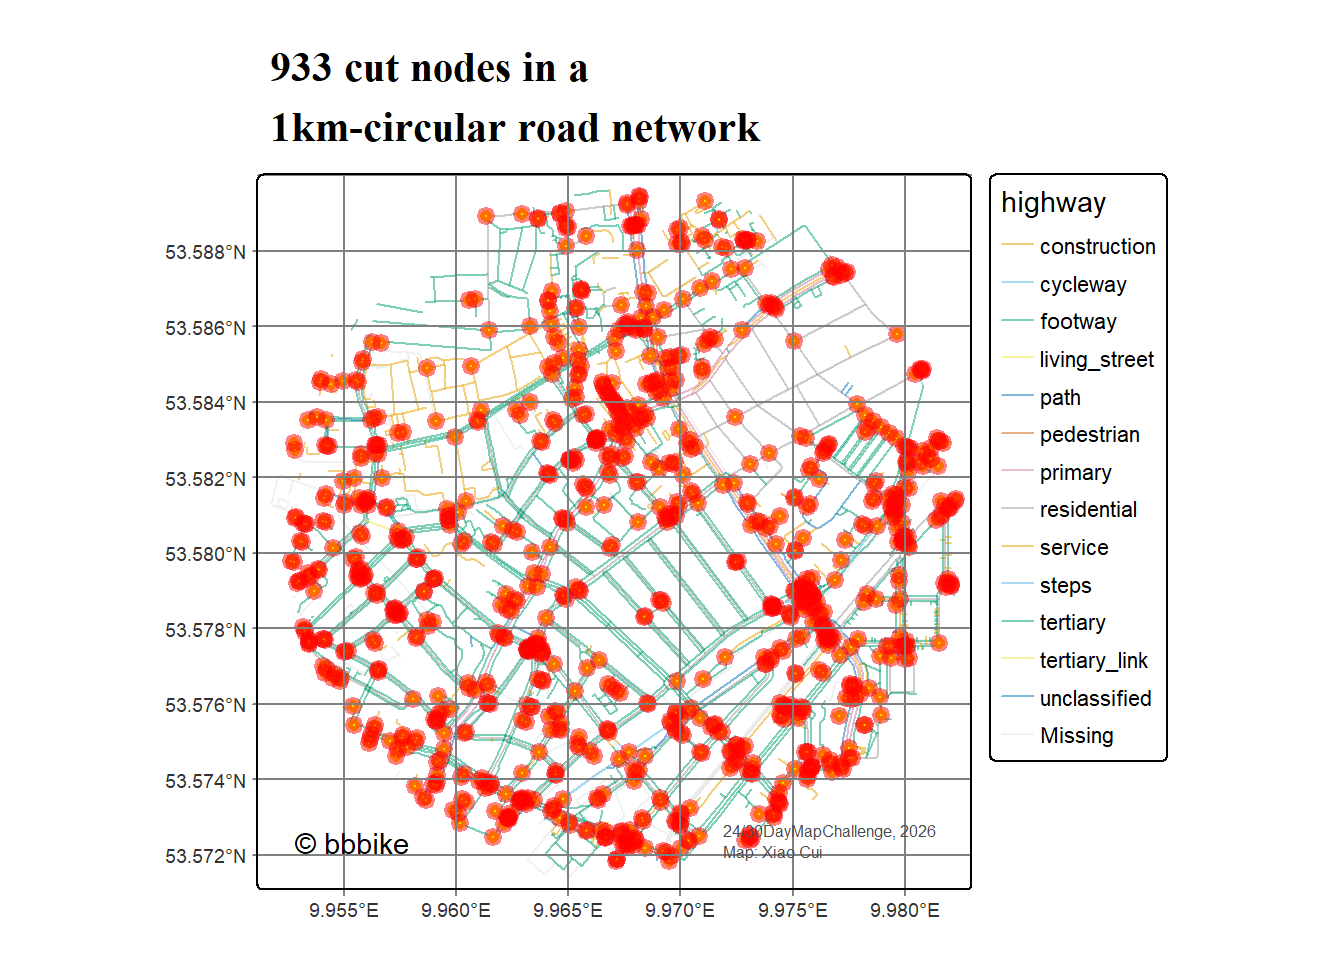 933 cut nodes in a
1km-circular road network
highway
construction
cycleway
footway
living_street
path
pedestrian
primary
residential
service
steps
tertiary
tertiary_link
unclassified
Missing
53.588°N
53.586°N
53.584°N
53.582°N
53.580°N
53.578°N
53.576°N
53.574°N
53.572°N
© bbbike
24/30DayMapChallenge, 2026
Map: Xiao Cui
9.955°E
9.960°E
9.965°E
9.970°E
9.975°E
9.980°E